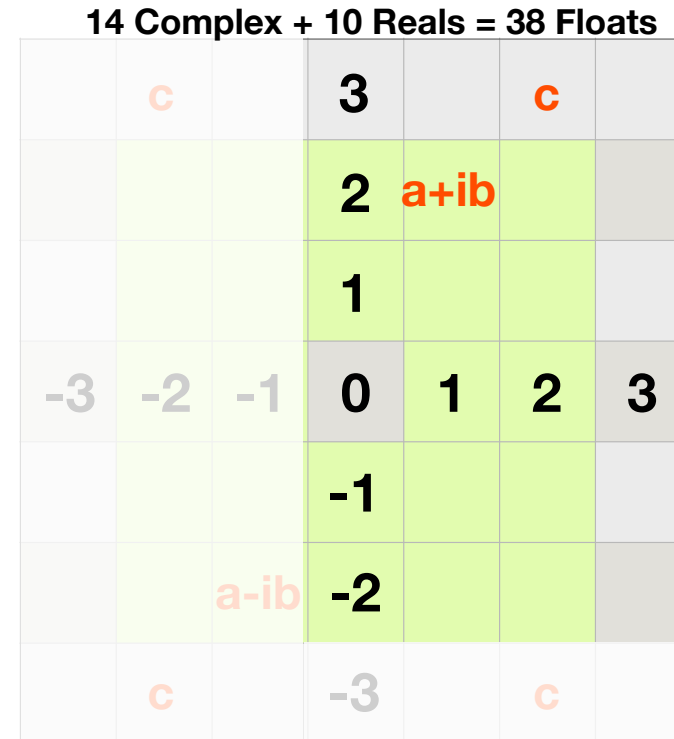 14 Complex + 10 Reals = 38 Floats
c 3 c
2 a+ib
1
-3 -2 -1 0 1 2 3
-1
a-ib -2
c -3 c